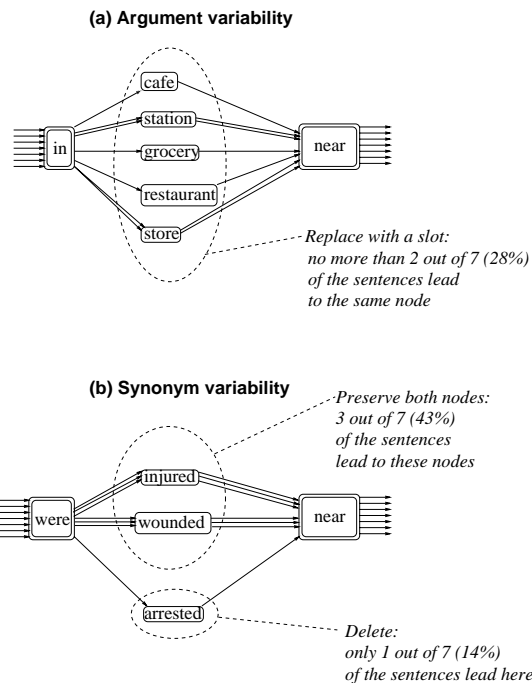 (a) Argument variability
cafe
station
in
grocery
near
restaurant
store
Replace with a slot:
no more than 2 out of 7 (28%)
of the sentences lead
to the same node
(b) Synonym variability
Preserve both nodes:
3 out of 7 (43%)
of the sentences
lead to these nodes
injured
were
wounded
near
arrested
Delete:
only 1 out of 7 (14%)
of the sentences lead here